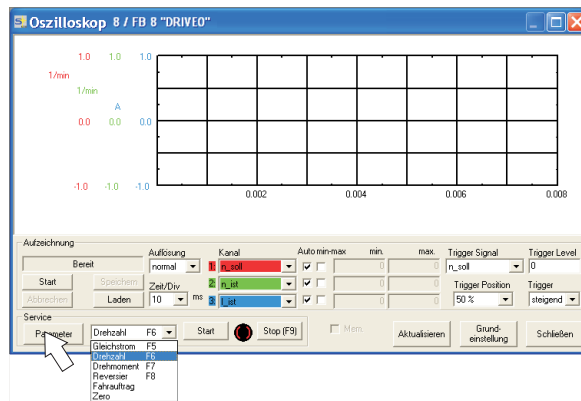 Oszilloskop 8 / FB 8 "DRIVE0"
1.0 1.0 1.0
1/min
1/min
A
0.0 0.0 0.0
-1.0 -1.0 -1.0
0.002 0.004 0.006 0.008
Aufzeichnung
Bereit
Start Speichern
Abbrechen Laden
Auflösung
normal
Zeit/Div
10 ms
Kanal Auto min-max min. max.
1: n_soll 0 0
2: n_ist 0 0
3: I_ist 0 0
Trigger Signal Trigger Level
n_soll 0
Trigger Position Trigger
50 % steigend
Service
Parameter Drehzahl F6 Start Stop (F9) Mem. Aktualisieren Grund-
einstellung Schließen
Gleichstrom F5
Drehzahl F6
Drehmoment F7
Reversier F8
Fahrauftrag
Zero